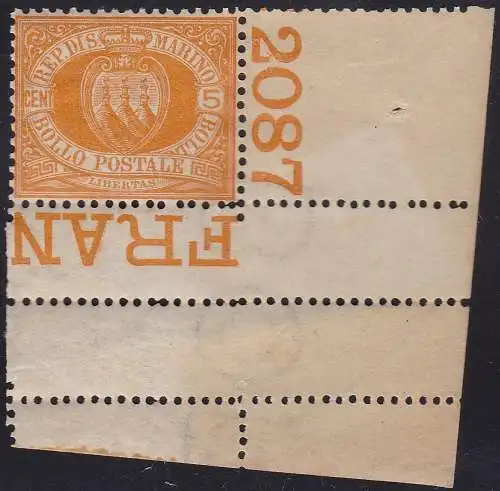 REP. DI S. MARINO
CENT 5
BOLLO POSTALE
LIBERTAS
2087
FRAN